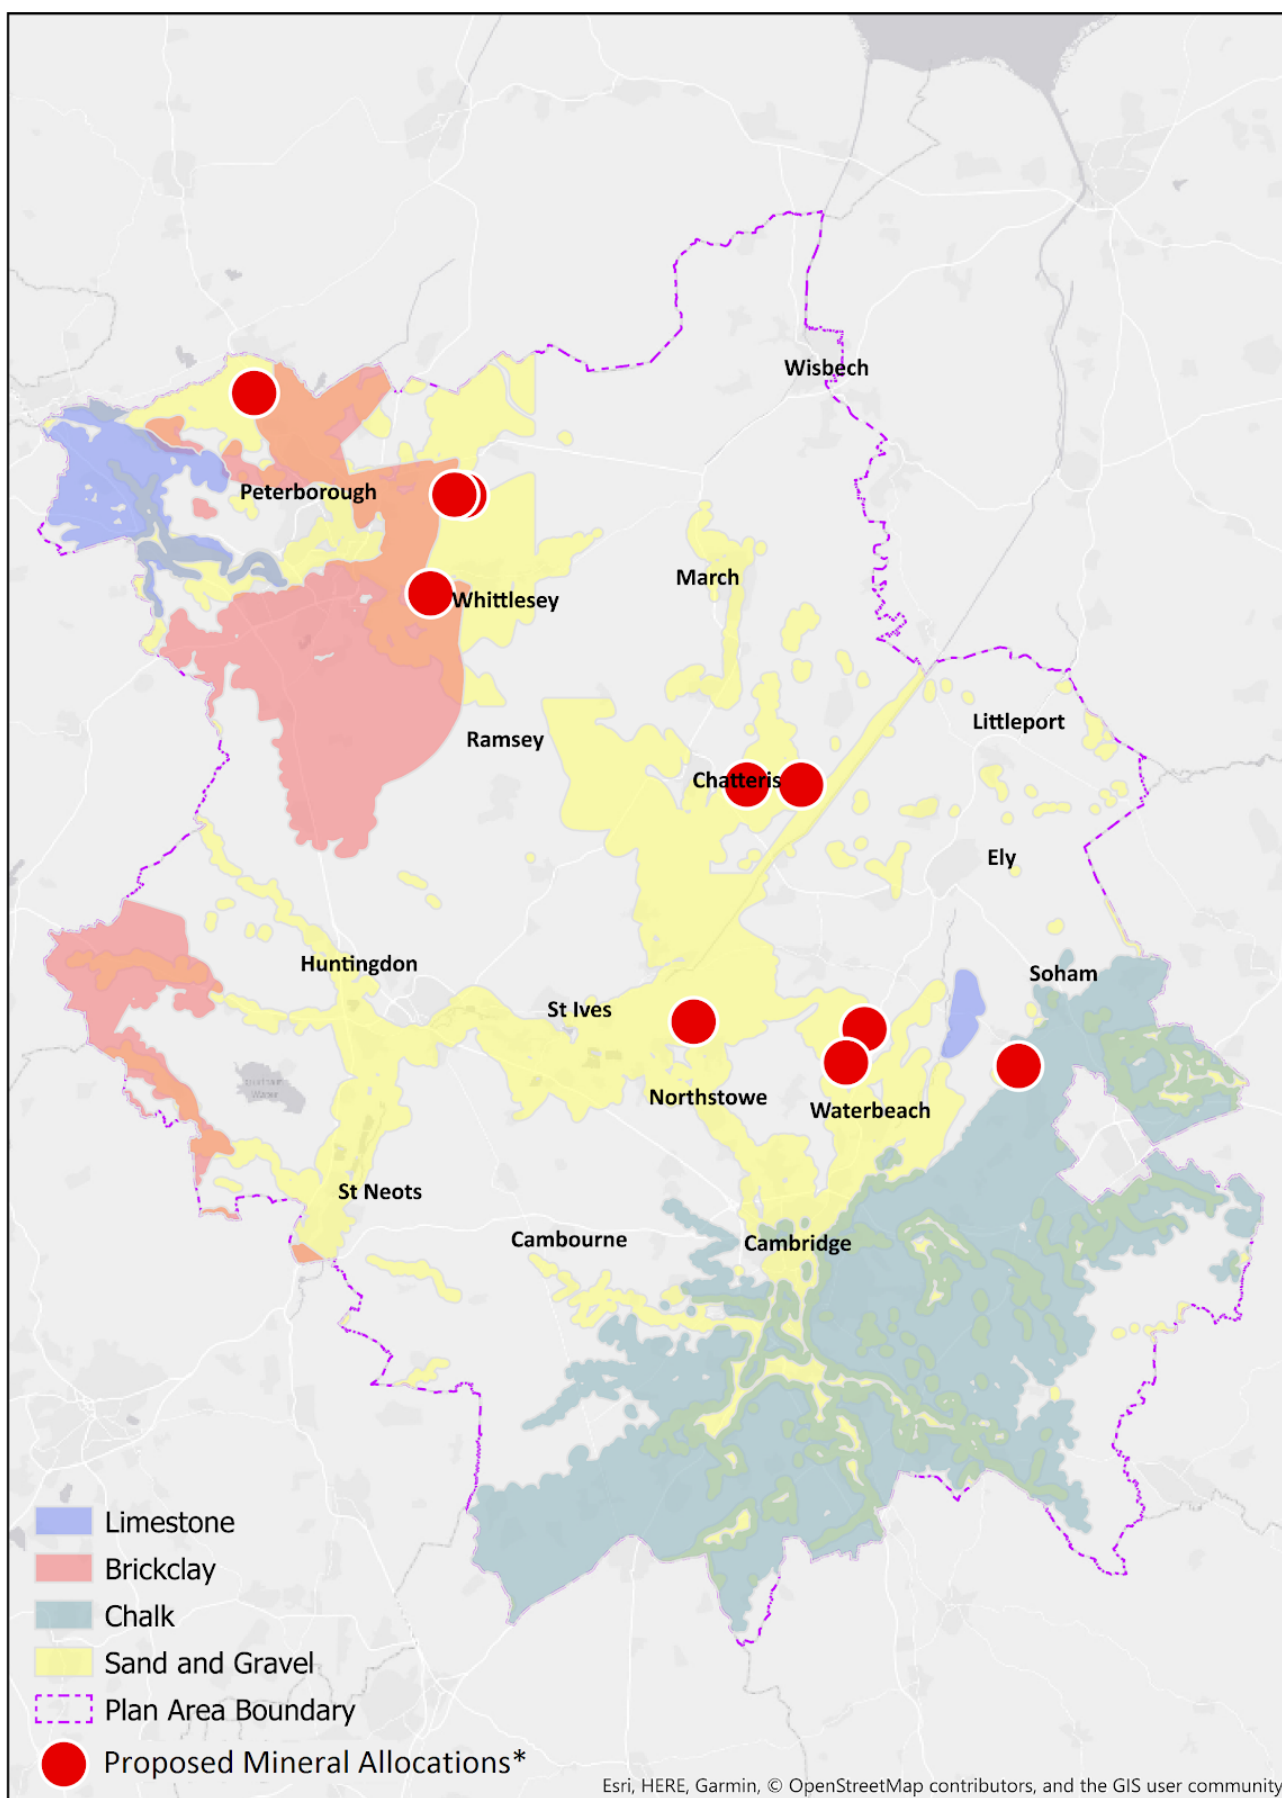 Wisbech
Peterborough
March
Whittlesey
Littleport
Ramsey
Chatteris
Ely
Huntingdon
Soham
St Ives
Northstowe
Waterbeach
St Neots
Cambourne
Cambridge
Limestone
Brickclay
Chalk
Sand and Gravel
Plan Area Boundary
Proposed Mineral Allocations*
Esri, HERE, Garmin, © OpenStreetMap contributors, and the GIS user community